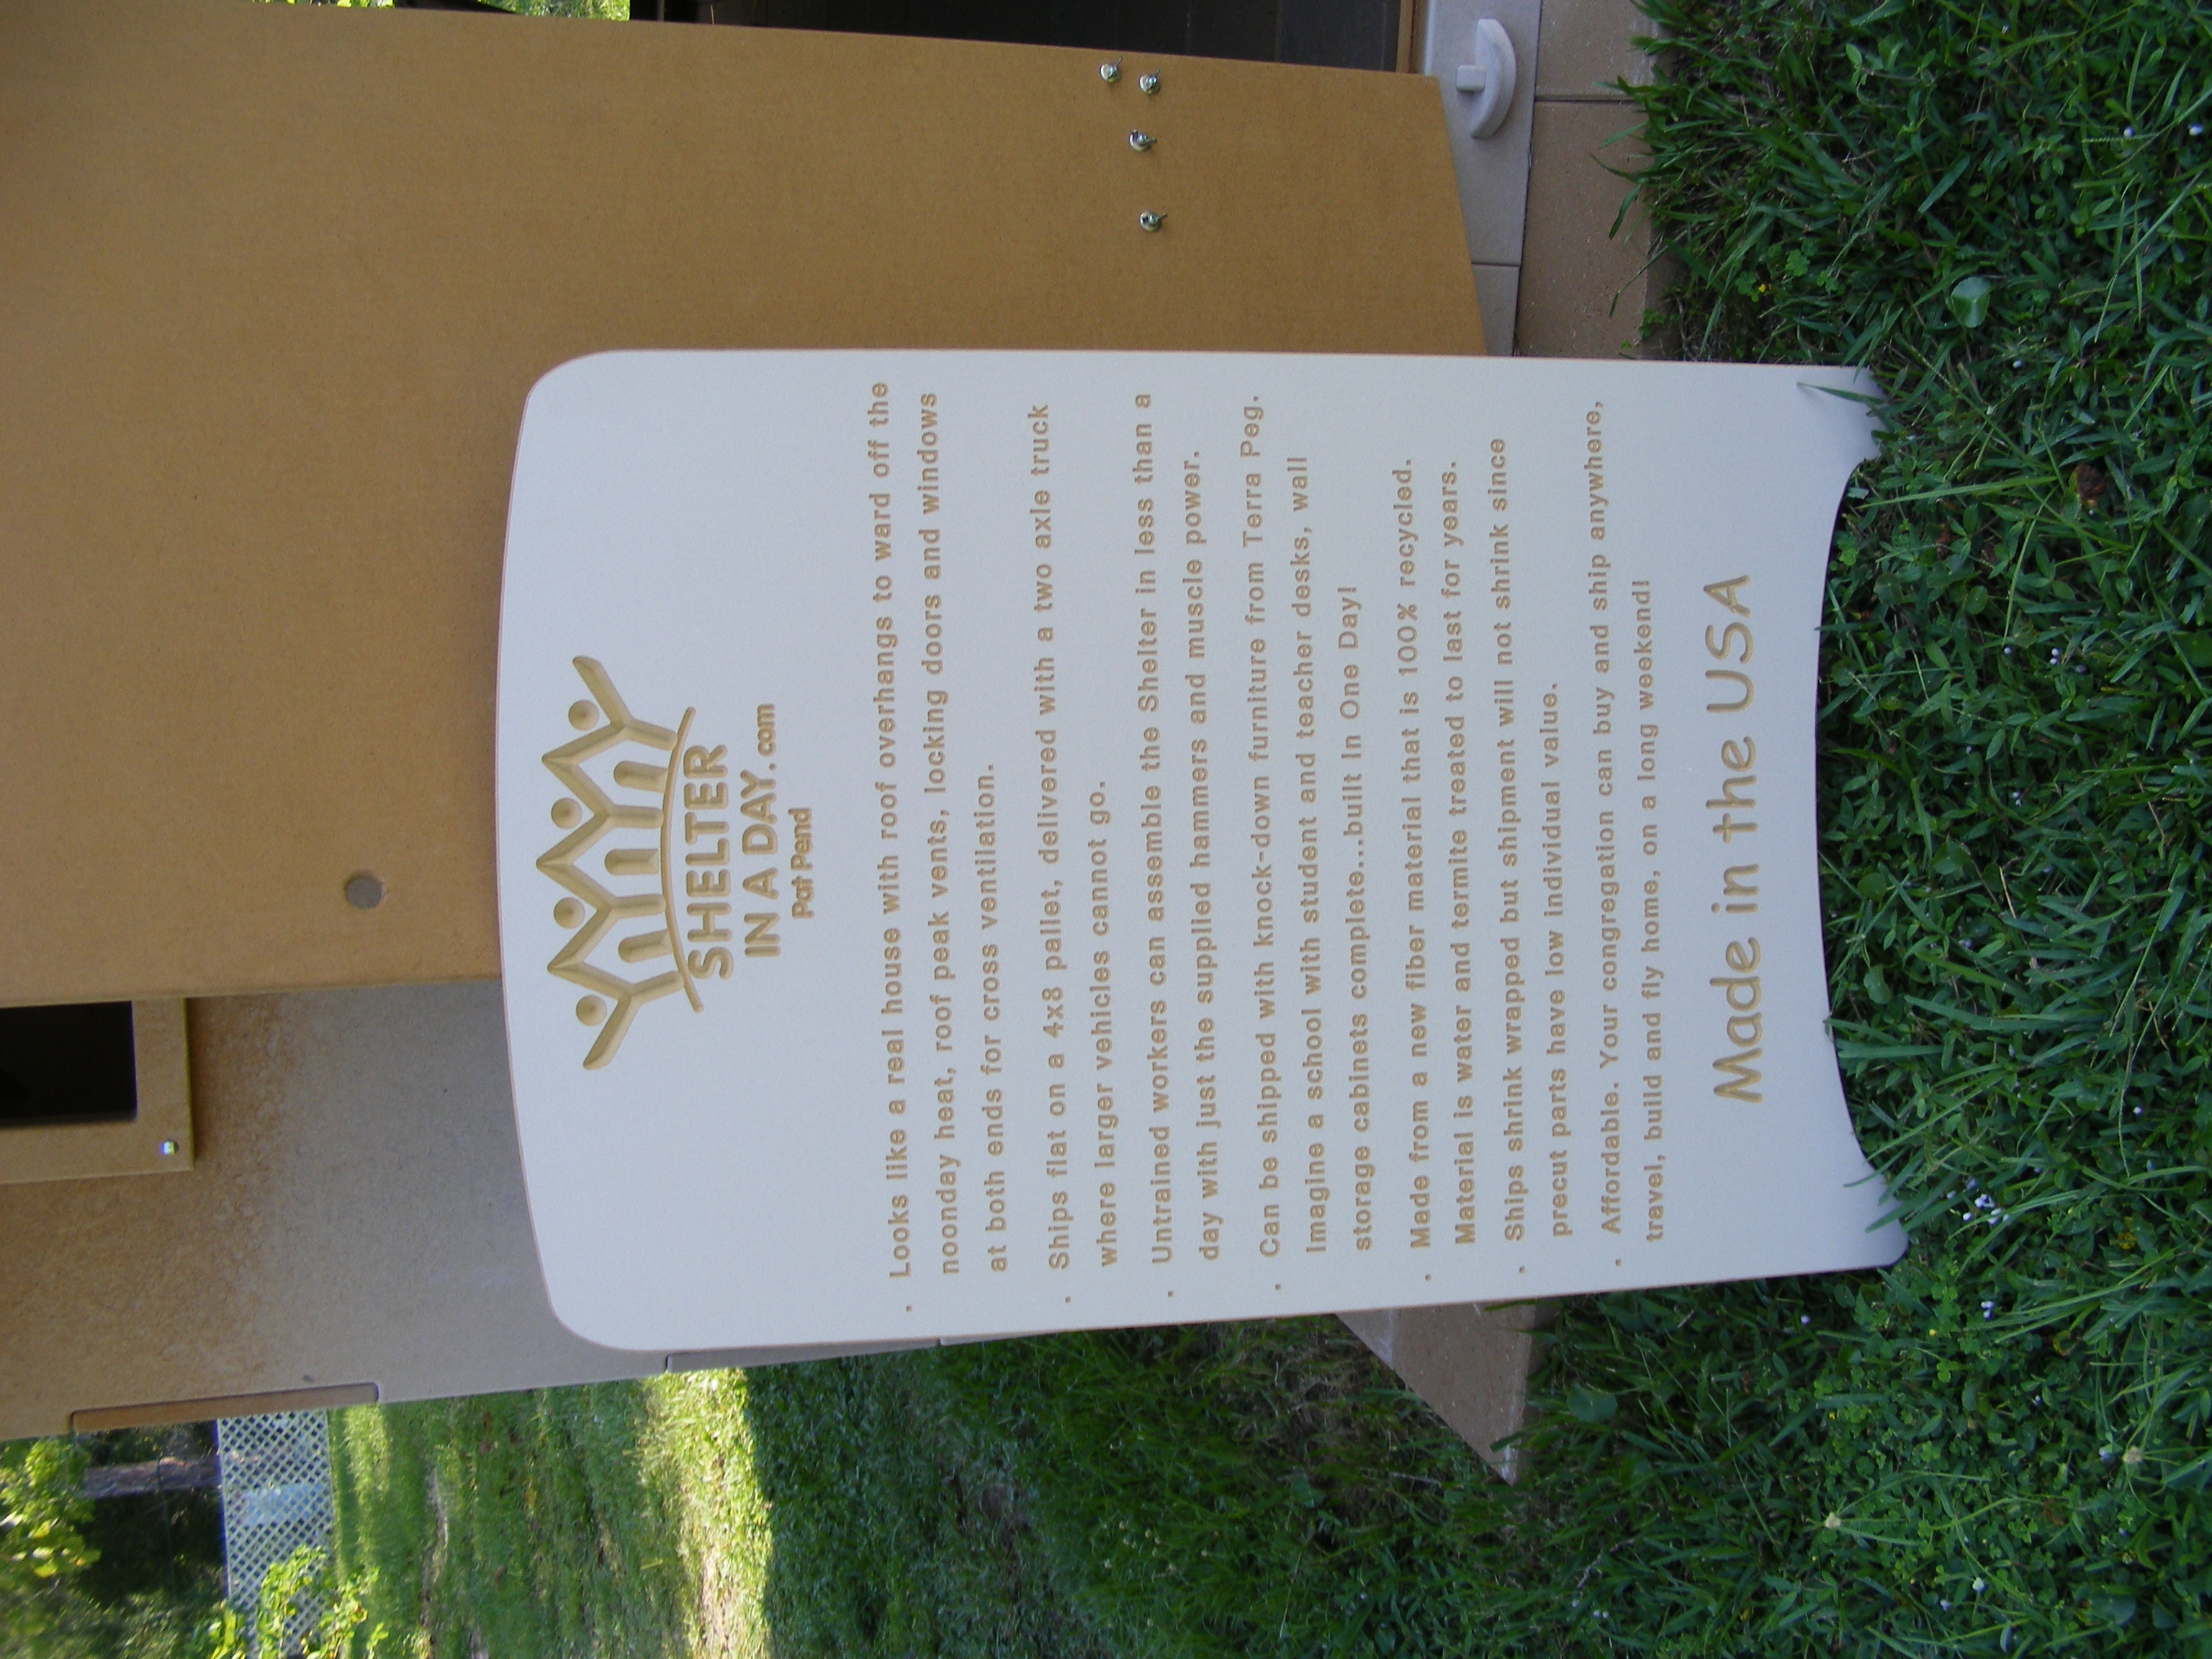 SHELTER
IN A DAY.com
Pat Pend
· Looks like a real house with roof overhangs to ward off the
noonday heat, roof peak vents, locking doors and windows
at both ends for cross ventilation.
· Ships flat on a 4x8 pallet, delivered with a two axle truck
where larger vehicles cannot go.
· Untrained workers can assemble the Shelter in less than a
day with just the supplied hammers and muscle power.
· Can be shipped with knock-down furniture from Terra Peg.
Imagine a school with student and teacher desks, wall
storage cabinets complete...built In One Day!
· Made from a new fiber material that is 100% recycled.
Material is water and termite treated to last for years.
· Ships shrink wrapped but shipment will not shrink since
precut parts have low individual value.
· Affordable. Your congregation can buy and ship anywhere,
travel, build and fly home, on a long weekend!
Made in the USA